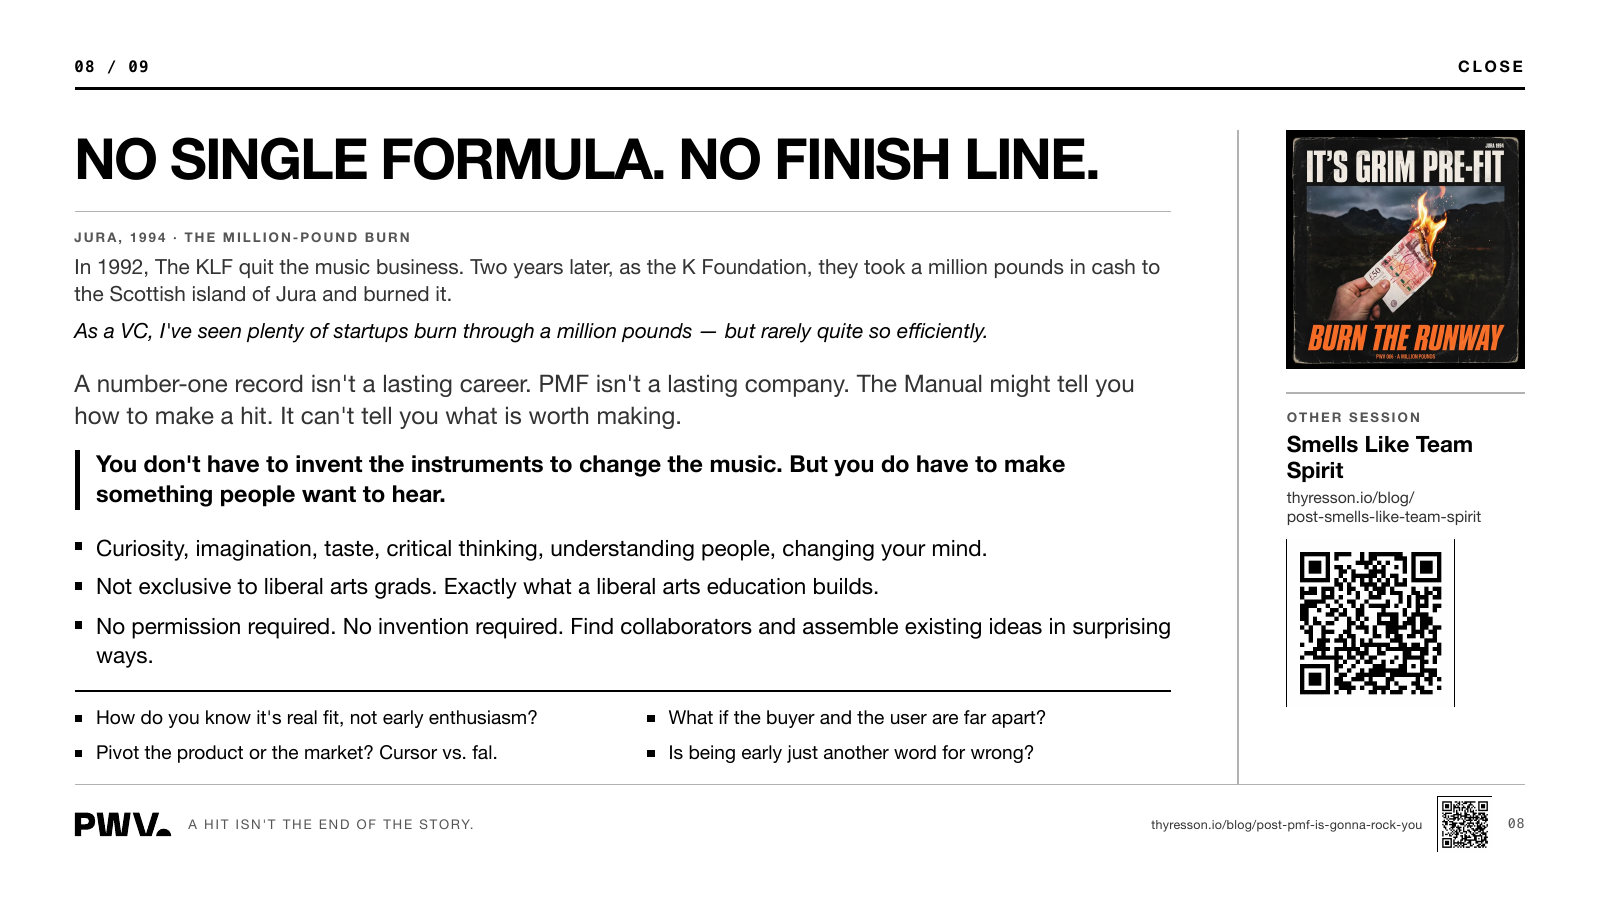 08 / 09
CLOSE
NO SINGLE FORMULA. NO FINISH LINE.
JURA, 1994 · THE MILLION-POUND BURN
In 1992, The KLF quit the music business. Two years later, as the K Foundation, they took a million pounds in cash to
the Scottish island of Jura and burned it.
As a VC, I've seen plenty of startups burn through a million pounds — but rarely quite so efficiently.
A number-one record isn't a lasting career. PMF isn't a lasting company. The Manual might tell you
how to make a hit. It can't tell you what is worth making.
You don't have to invent the instruments to change the music. But you do have to make
something people want to hear.
Curiosity, imagination, taste, critical thinking, understanding people, changing your mind.
Not exclusive to liberal arts grads. Exactly what a liberal arts education builds.
No permission required. No invention required. Find collaborators and assemble existing ideas in surprising
ways.
How do you know it's real fit, not early enthusiasm?
What if the buyer and the user are far apart?
Pivot the product or the market? Cursor vs. fal.
Is being early just another word for wrong?
JURA 1994
IT'S GRIM PRE-FIT
£50
BURN THE RUNWAY
PWV 006 · A MILLION POUNDS
OTHER SESSION
Smells Like Team
Spirit
thyresson.io/blog/
post-smells-like-team-spirit
PWV.
A HIT ISN'T THE END OF THE STORY.
thyresson.io/blog/post-pmf-is-gonna-rock-you
08